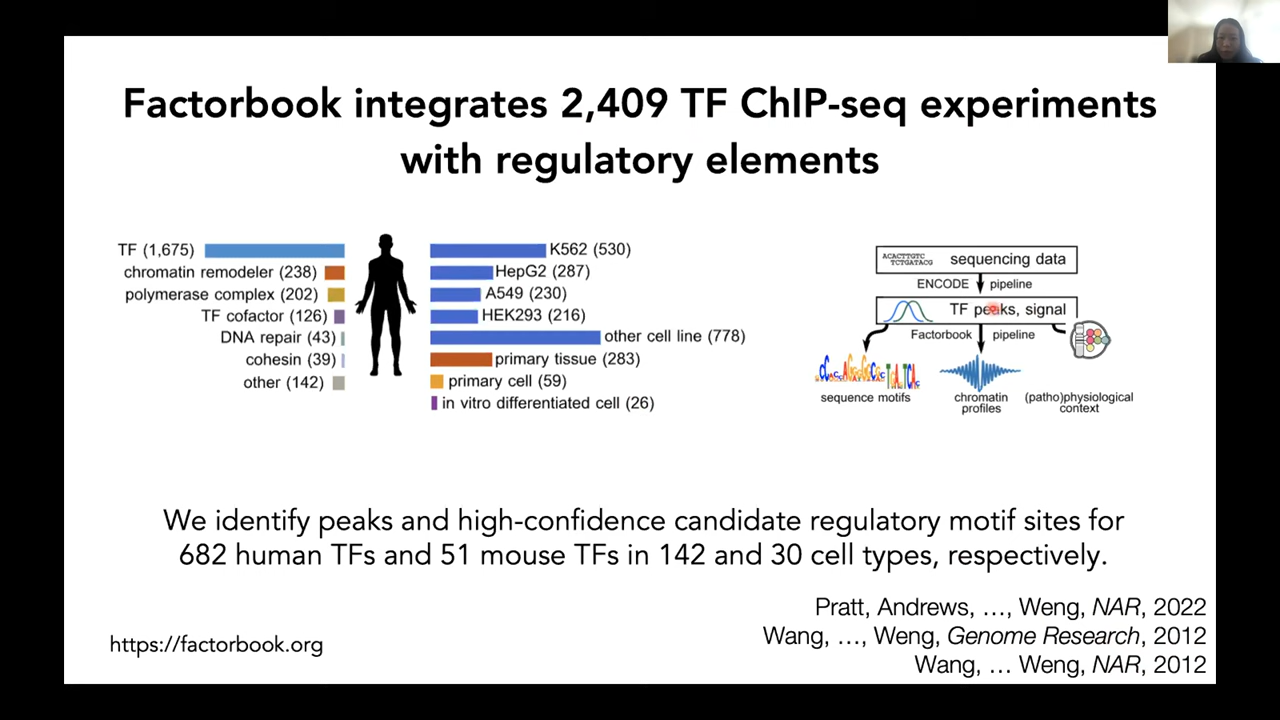 Factorbook integrates 2,409 TF ChIP-seq experiments
with regulatory elements
TF (1,675)
chromatin remodeler (238)
polymerase complex (202)
TF cofactor (126)
DNA repair (43)
cohesin (39)
other (142)
K562 (530)
HepG2 (287)
A549 (230)
HEK293 (216)
other cell line (778)
primary tissue (283)
primary cell (59)
in vitro differentiated cell (26)
ACACTTGTC
TCTGATACG
sequencing data
ENCODE pipeline
TF peaks, signal
Factorbook pipeline
sequence motifs
chromatin
profiles
(patho)physiological
context
We identify peaks and high-confidence candidate regulatory motif sites for
682 human TFs and 51 mouse TFs in 142 and 30 cell types, respectively.
Pratt, Andrews, …, Weng, NAR, 2022
Wang, …, Weng, Genome Research, 2012
Wang, … Weng, NAR, 2012
https://factorbook.org